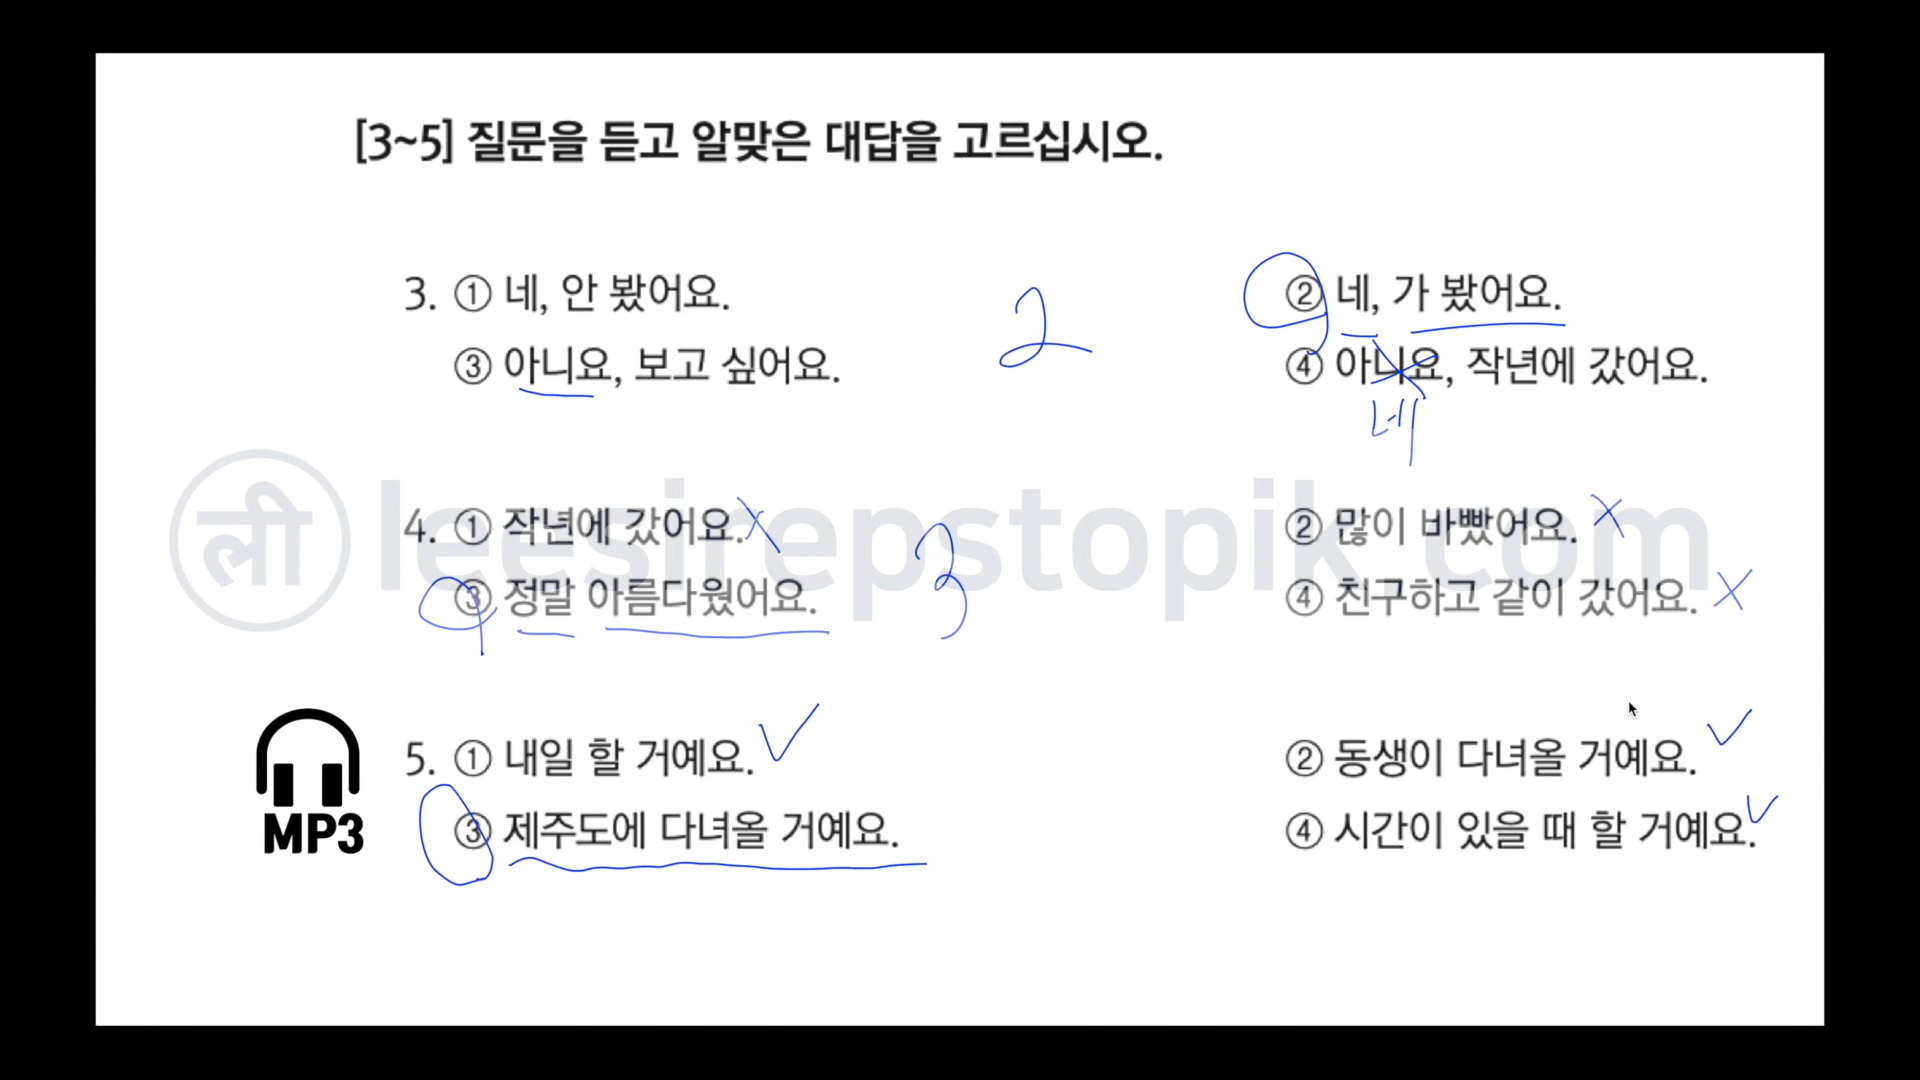 [3~5] 질문을 듣고 알맞은 대답을 고르십시오.
3. ① 네, 안 봤어요.
② 네, 가 봤어요.
2
③ 아니요, 보고 싶어요.
④ 아니요, 작년에 갔어요.
네
ली leesirepstopik.com
4. ① 작년에 갔어요.
② 많이 바빴어요.
3
③ 정말 아름다웠어요.
④ 친구하고 같이 갔어요.
5. ① 내일 할 거예요.
② 동생이 다녀올 거예요.
③ 제주도에 다녀올 거예요.
④ 시간이 있을 때 할 거예요.
MP3